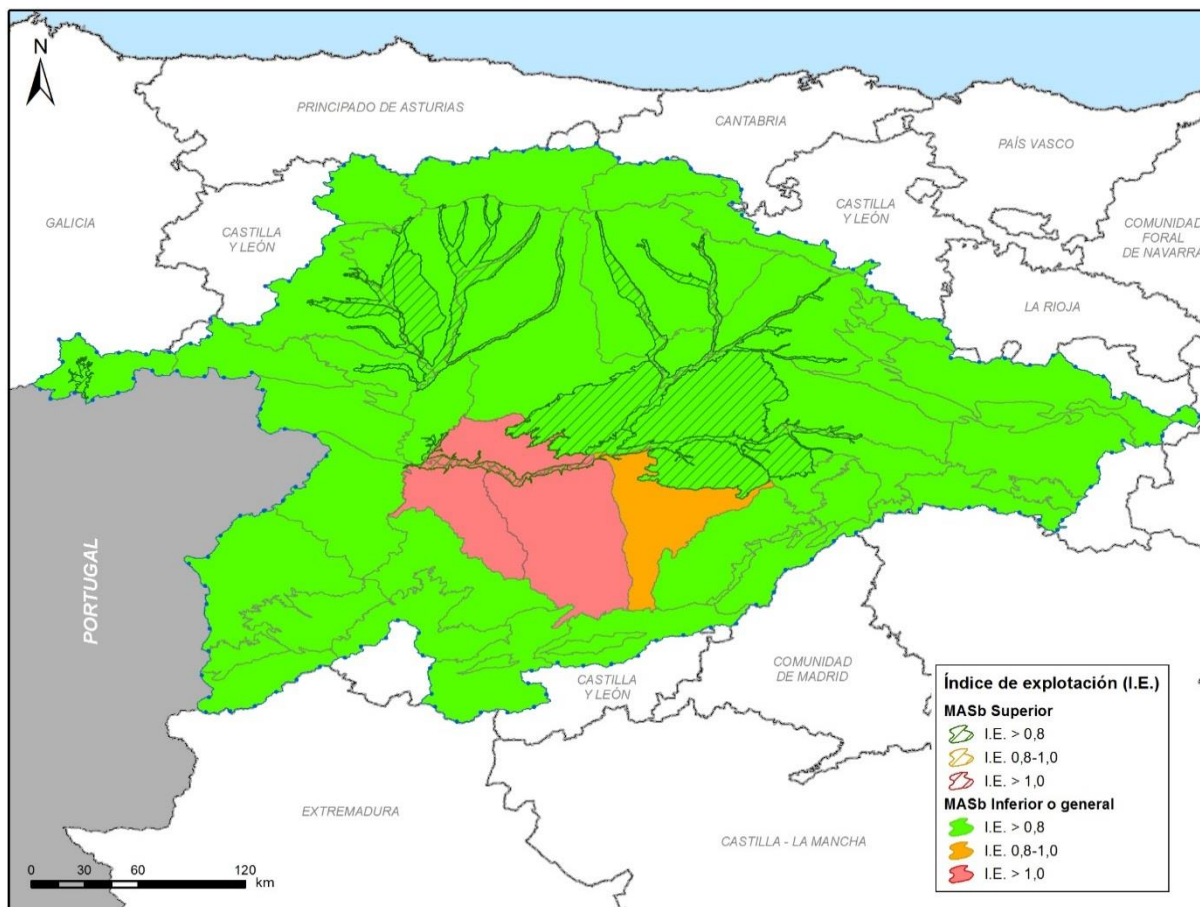 N
PRINCIPADO DE ASTURIAS
CANTABRIA
PAÍS VASCO
GALICIA
CASTILLA
Y LEÓN
CASTILLA
Y LEÓN
COMUNIDAD
FORAL
DE NAVARRA
LA RIOJA
PORTUGAL
CASTILLA
Y LEÓN
COMUNIDAD
DE MADRID
EXTREMADURA
CASTILLA - LA MANCHA
0 30 60 120
km
Índice de explotación (I.E.)
MASb Superior
I.E. > 0,8
I.E. 0,8-1,0
I.E. > 1,0
MASb Inferior o general
I.E. > 0,8
I.E. 0,8-1,0
I.E. > 1,0